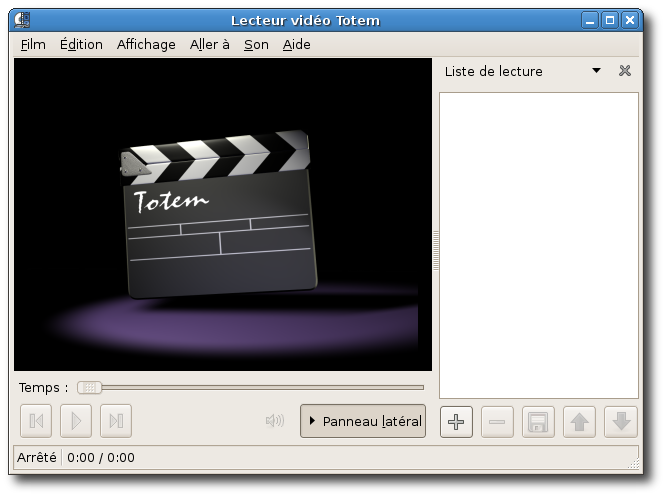 Lecteur vidéo Totem
Film Édition Affichage Aller à Son Aide
Liste de lecture
Totem
Temps :
Panneau latéral
Arrêté 0:00 / 0:00